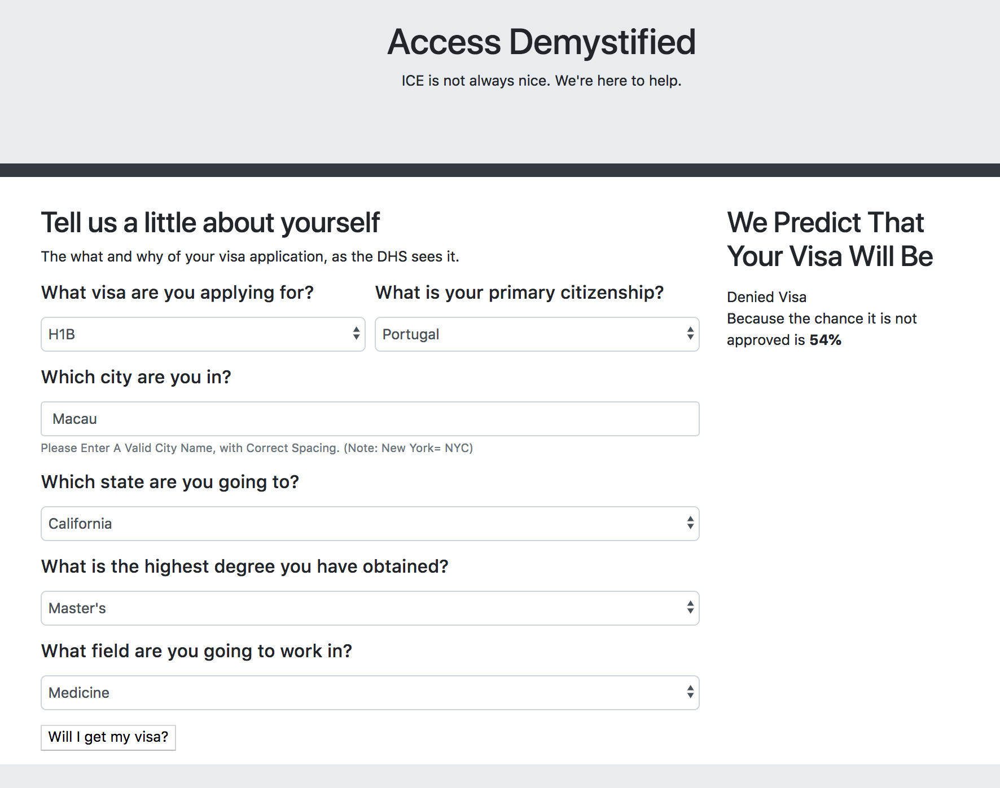 Access Demystified
ICE is not always nice. We're here to help.
Tell us a little about yourself
The what and why of your visa application, as the DHS sees it.
What visa are you applying for?
H1B
What is your primary citizenship?
Portugal
Which city are you in?
Macau
Please Enter A Valid City Name, with Correct Spacing. (Note: New York= NYC)
Which state are you going to?
California
What is the highest degree you have obtained?
Master's
What field are you going to work in?
Medicine
Will I get my visa?
We Predict That
Your Visa Will Be
Denied Visa
Because the chance it is not
approved is 54%